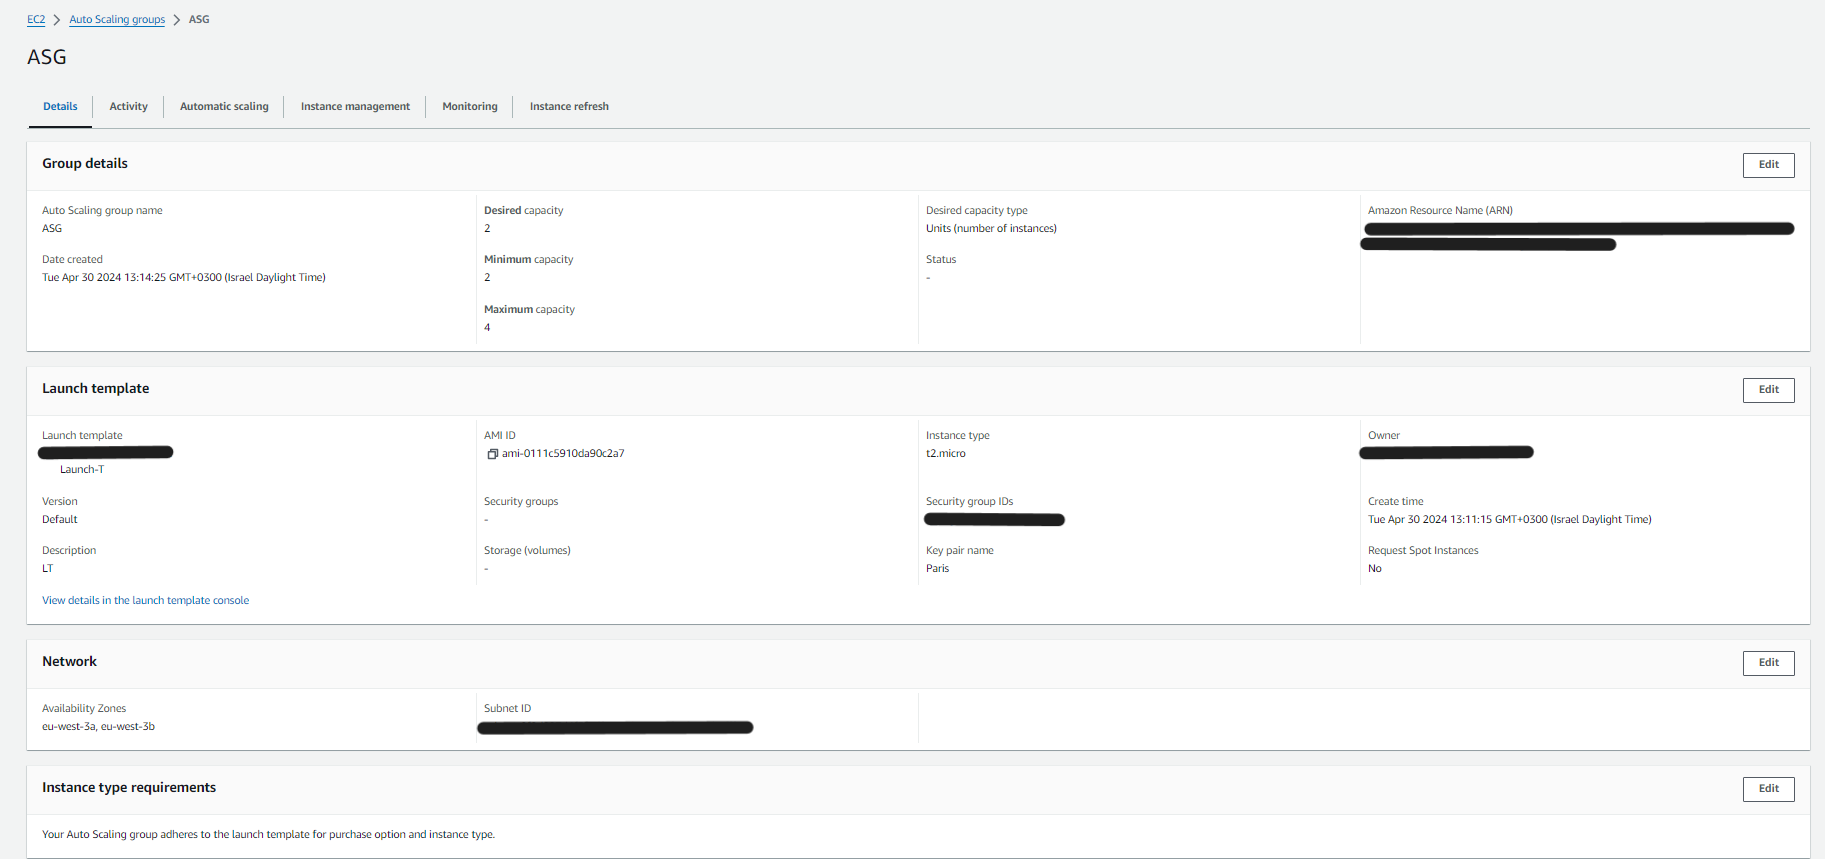 EC2 > Auto Scaling groups > ASG
ASG
Details Activity Automatic scaling Instance management Monitoring Instance refresh
Group details Edit
Auto Scaling group name
ASG
Date created
Tue Apr 30 2024 13:14:25 GMT+0300 (Israel Daylight Time)
Desired capacity
2
Minimum capacity
2
Maximum capacity
4
Desired capacity type
Units (number of instances)
Status
-
Amazon Resource Name (ARN)
Launch template Edit
Launch template
Launch-T
Version
Default
Description
LT
View details in the launch template console
AMI ID
ami-0111c5910da90c2a7
Security groups
-
Storage (volumes)
-
Instance type
t2.micro
Security group IDs
Key pair name
Paris
Owner
Create time
Tue Apr 30 2024 13:11:15 GMT+0300 (Israel Daylight Time)
Request Spot Instances
No
Network Edit
Availability Zones
eu-west-3a, eu-west-3b
Subnet ID
Instance type requirements Edit
Your Auto Scaling group adheres to the launch template for purchase option and instance type.